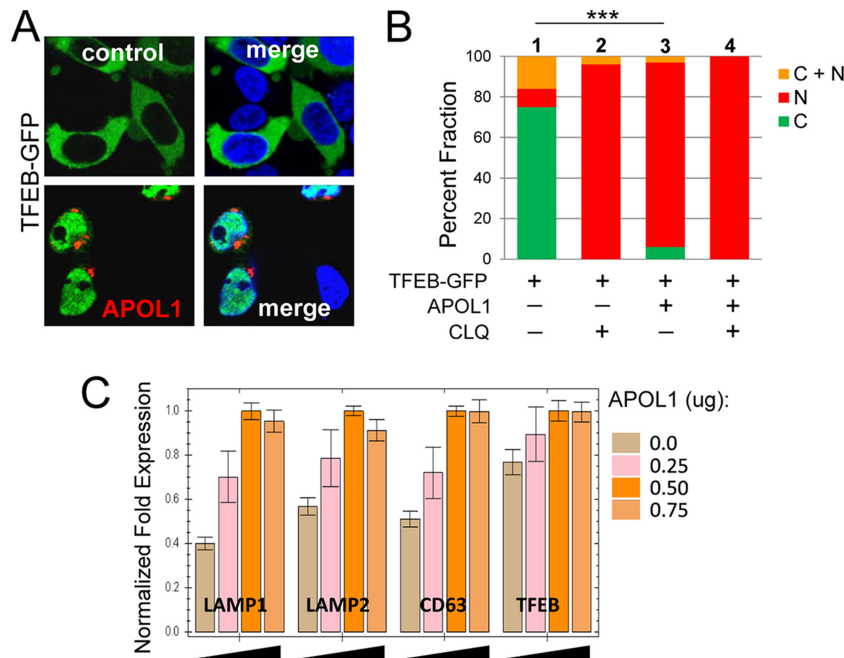 A
control
merge
TFEB-GFP
APOL1
merge
B
***
1 2 3 4
100
80
60
40
20
0
Percent Fraction
C + N
N
C
TFEB-GFP + + + +
APOL1 – – + +
CLQ – + – +
C
Normalized Fold Expression
1.0
0.8
0.6
0.4
0.2
0.0
LAMP1 LAMP2 CD63 TFEB
APOL1 (ug):
0.0
0.25
0.50
0.75